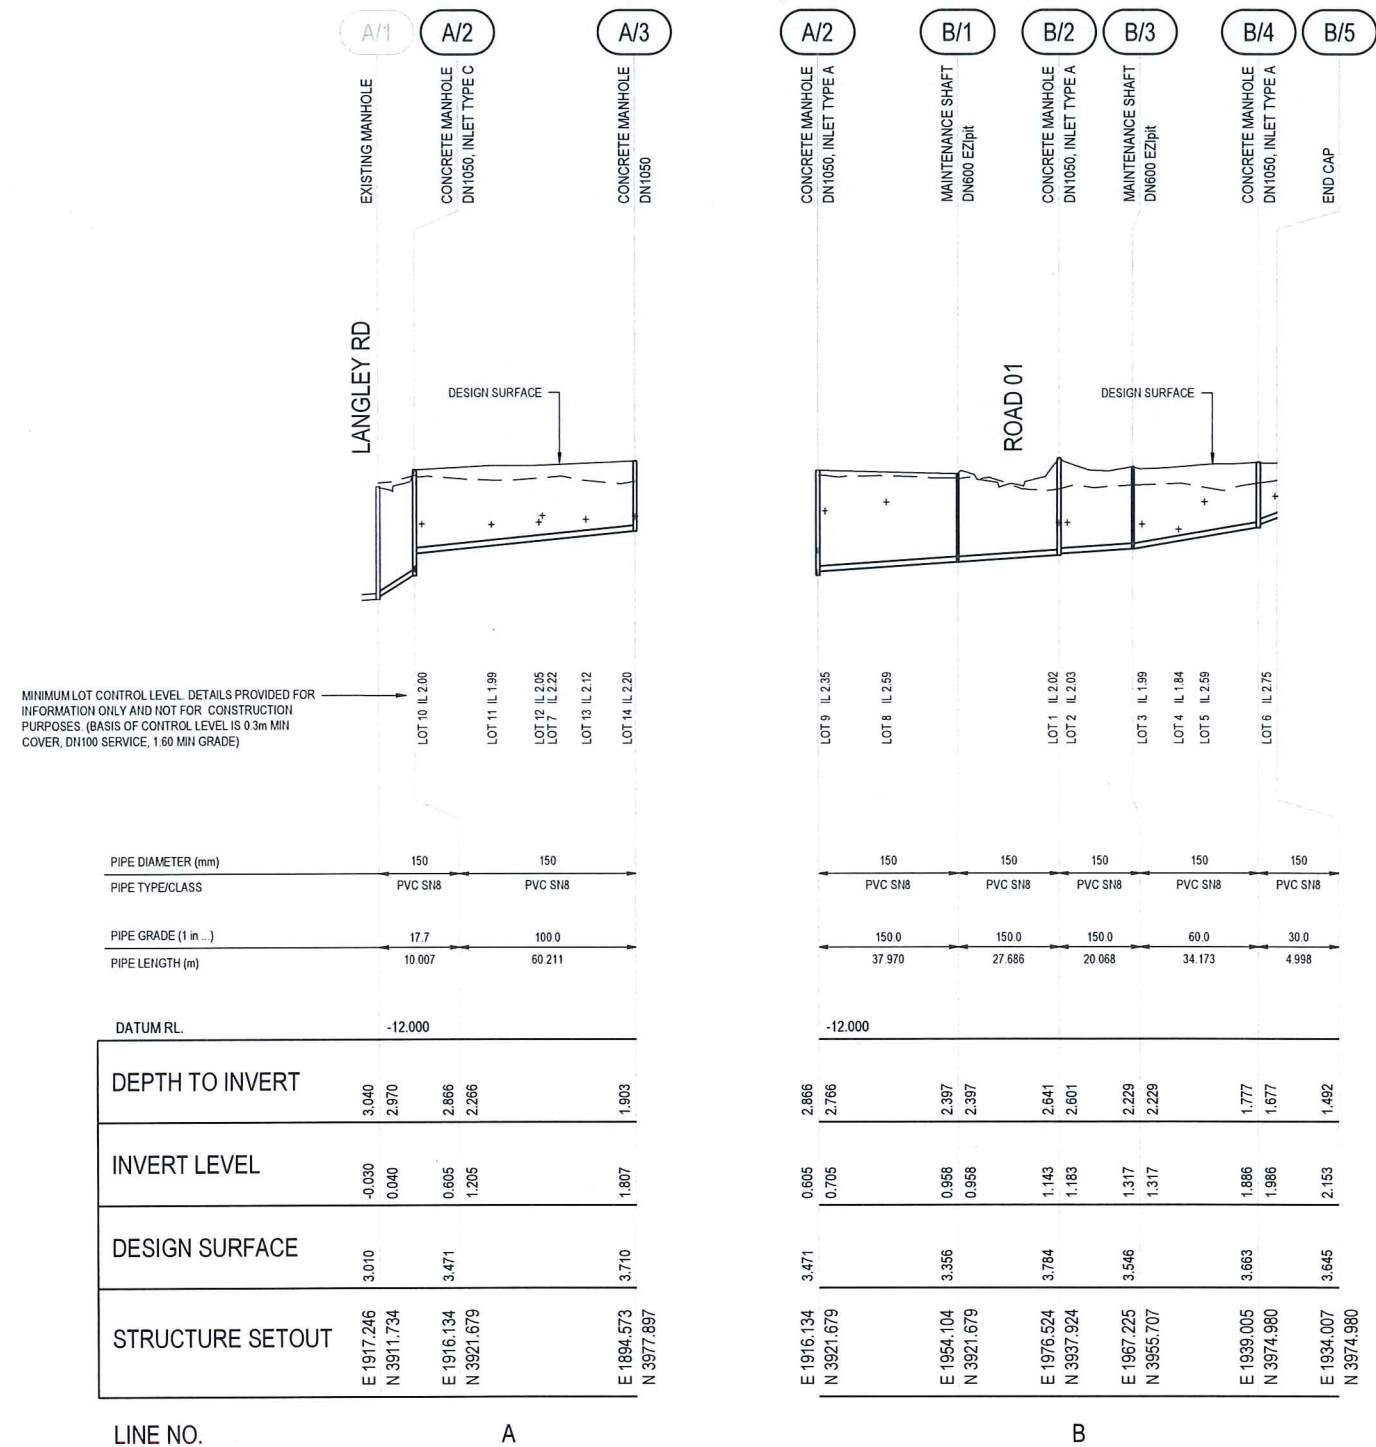 A/1 A/2 A/3 A/2 B/1 B/2 B/3 B/4 B/5
EXISTING MANHOLE
CONCRETE MANHOLE
DN1050, INLET TYPE C
CONCRETE MANHOLE
DN1050
CONCRETE MANHOLE
DN1050, INLET TYPE A
MAINTENANCE SHAFT
DN600 EZIpit
CONCRETE MANHOLE
DN1050, INLET TYPE A
MAINTENANCE SHAFT
DN600 EZIpit
CONCRETE MANHOLE
DN1050, INLET TYPE A
END CAP
LANGLEY RD
DESIGN SURFACE
ROAD 01
DESIGN SURFACE
MINIMUM LOT CONTROL LEVEL. DETAILS PROVIDED FOR
INFORMATION ONLY AND NOT FOR CONSTRUCTION
PURPOSES. (BASIS OF CONTROL LEVEL IS 0.3m MIN
COVER, DN100 SERVICE, 1:60 MIN GRADE)
LOT 10 IL 2.00
LOT 11 IL 1.99
LOT 12 IL 2.05
LOT 7 IL 2.22
LOT 13 IL 2.12
LOT 14 IL 2.20
LOT 9 IL 2.35
LOT 8 IL 2.59
LOT 1 IL 2.02
LOT 2 IL 2.03
LOT 3 IL 1.99
LOT 4 IL 1.84
LOT 5 IL 2.59
LOT 6 IL 2.75
PIPE DIAMETER (mm) 150 150 150 150 150 150 150
PIPE TYPE/CLASS PVC SN8 PVC SN8 PVC SN8 PVC SN8 PVC SN8 PVC SN8 PVC SN8
PIPE GRADE (1 in ...) 17.7 100.0 150.0 150.0 150.0 60.0 30.0
PIPE LENGTH (m) 10.007 60.211 37.970 27.686 20.068 34.173 4.998
DATUM RL. -12.000 -12.000
DEPTH TO INVERT 3.040 2.970 2.866 2.266 1.903 2.866 2.766 2.397 2.397 2.641 2.601 2.229 2.229 1.777 1.677 1.492
INVERT LEVEL -0.030 0.040 0.605 1.205 1.807 0.605 0.705 0.958 0.958 1.143 1.183 1.317 1.317 1.886 1.986 2.153
DESIGN SURFACE 3.010 3.471 3.710 3.471 3.356 3.784 3.546 3.663 3.645
STRUCTURE SETOUT
E 1917.246
N 3911.734
E 1916.134
N 3921.679
E 1894.573
N 3977.897
E 1916.134
N 3921.679
E 1954.104
N 3921.679
E 1976.524
N 3937.924
E 1967.225
N 3955.707
E 1939.005
N 3974.980
E 1934.007
N 3974.980
LINE NO. A B